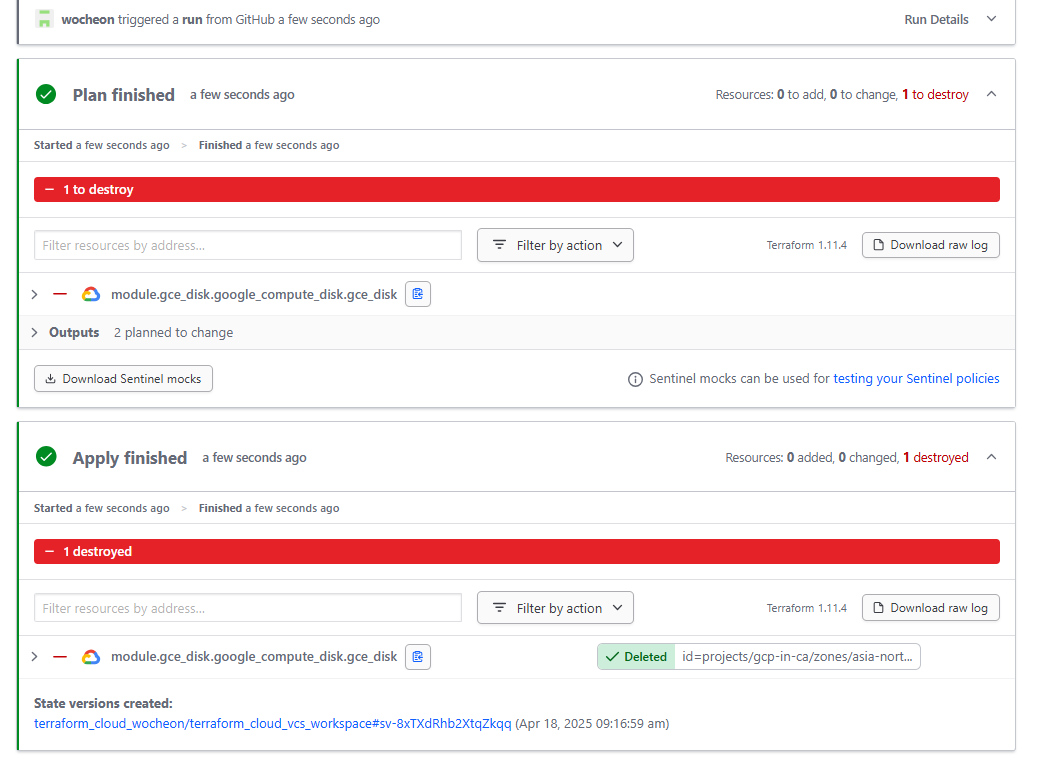 wocheon triggered a run from GitHub a few seconds ago Run Details
Plan finished a few seconds ago Resources: 0 to add, 0 to change, 1 to destroy
Started a few seconds ago > Finished a few seconds ago
− 1 to destroy
Filter resources by address... Filter by action Terraform 1.11.4 Download raw log
module.gce_disk.google_compute_disk.gce_disk
Outputs 2 planned to change
Download Sentinel mocks Sentinel mocks can be used for testing your Sentinel policies
Apply finished a few seconds ago Resources: 0 added, 0 changed, 1 destroyed
Started a few seconds ago > Finished a few seconds ago
− 1 destroyed
Filter resources by address... Filter by action Terraform 1.11.4 Download raw log
module.gce_disk.google_compute_disk.gce_disk Deleted id=projects/gcp-in-ca/zones/asia-nort...
State versions created:
terraform_cloud_wocheon/terraform_cloud_vcs_workspace#sv-8xTXdRhb2XtqZkqq (Apr 18, 2025 09:16:59 am)